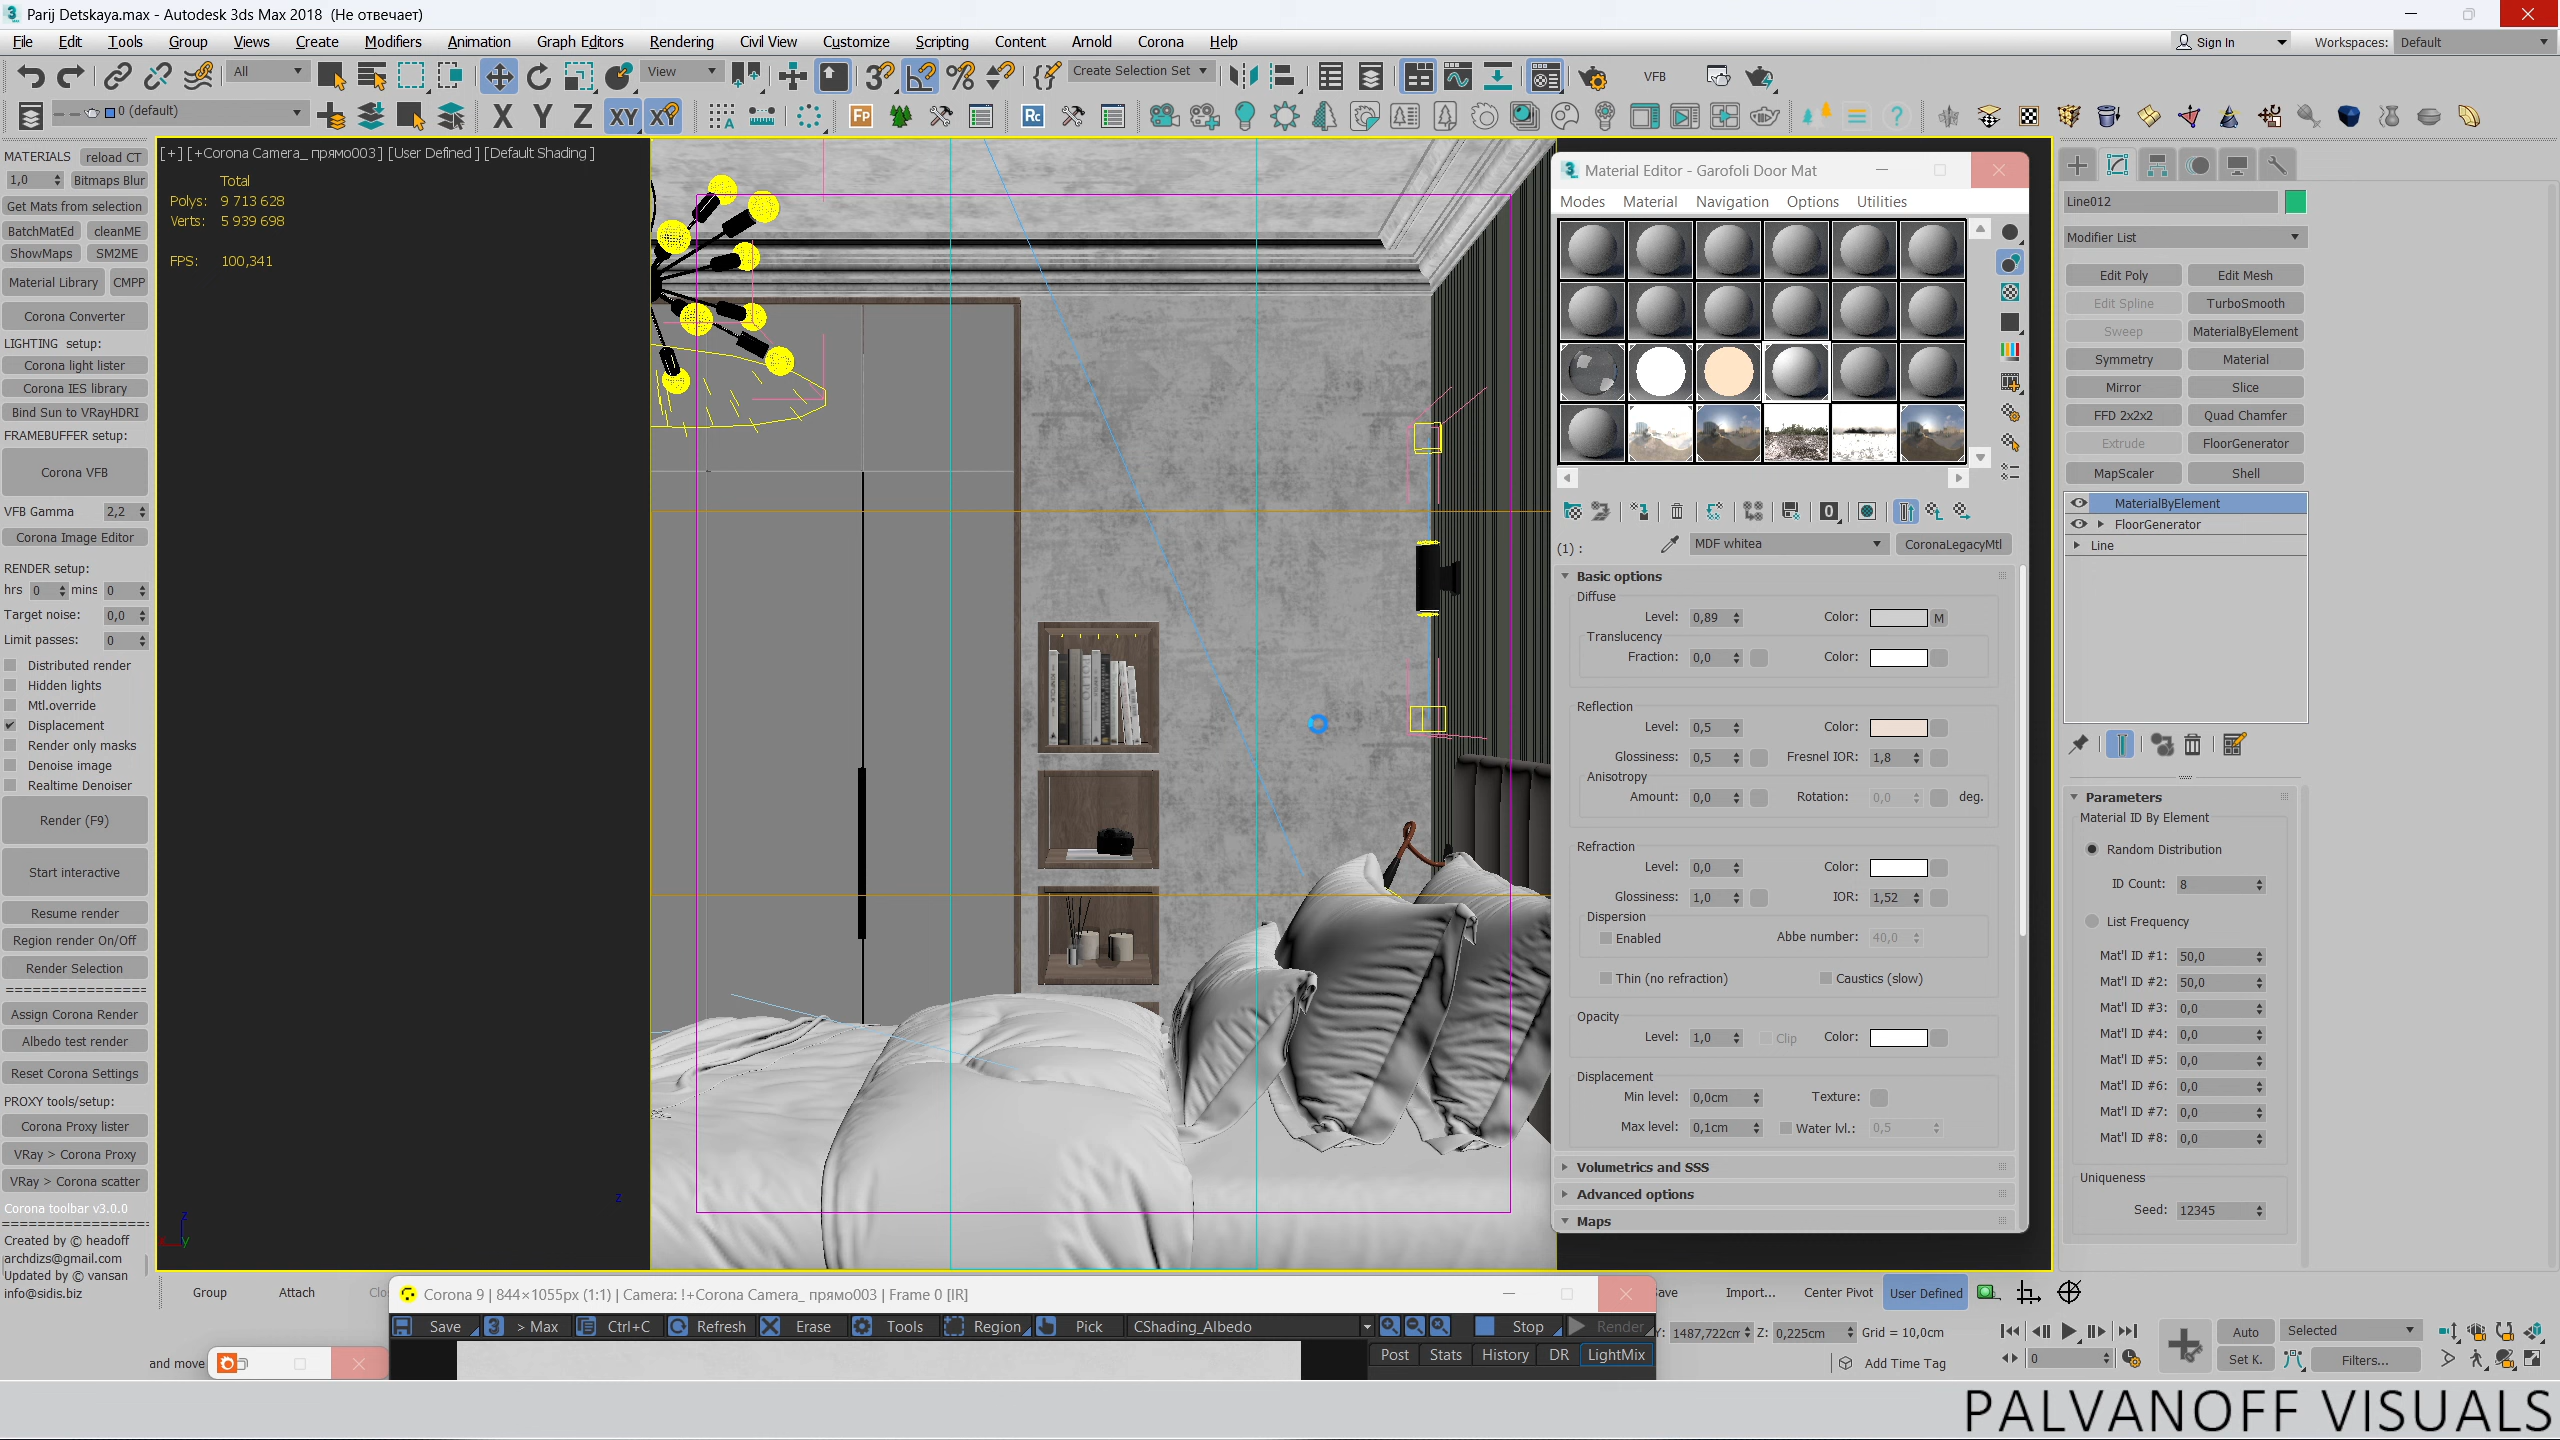 Parij Detskaya.max - Autodesk 3ds Max 2018 (Не отвечает)
File Edit Tools Group Views Create Modifiers Animation Graph Editors Rendering Civil View Customize Scripting Content Arnold Corona Help
Sign In Workspaces: Default
All View Create Selection Set VFB
0 (default) X Y Z XY XY Fp Rc
[+] [+Corona Camera_ прямо003] [User Defined ] [Default Shading ]
Total
Polys: 9 713 628
Verts: 5 939 698
FPS: 100,341
MATERIALS reload CT
1,0 Bitmaps Blur
Get Mats from selection
BatchMatEd cleanME
ShowMaps SM2ME
Material Library CMPP
Corona Converter
LIGHTING setup:
Corona light lister
Corona IES library
Bind Sun to VRayHDRI
FRAMEBUFFER setup:
Corona VFB
VFB Gamma 2,2
Corona Image Editor
RENDER setup:
hrs 0 mins 0
Target noise: 0,0
Limit passes: 0
Distributed render
Hidden lights
Mtl.override
Displacement
Render only masks
Denoise image
Realtime Denoiser
Render (F9)
Start interactive
Resume render
Region render On/Off
Render Selection
================
Assign Corona Render
Albedo test render
Reset Corona Settings
PROXY tools/setup:
Corona Proxy lister
VRay > Corona Proxy
VRay > Corona scatter
Corona toolbar v3.0.0
================
Created by © headoff
archdizs@gmail.com
Updated by © vansan
info@sidis.biz
Material Editor - Garofoli Door Mat
Modes Material Navigation Options Utilities
(1) : MDF whitea CoronaLegacyMtl
Basic options
Diffuse
Level: 0,89 Color: M
Translucency
Fraction: 0,0 Color:
Reflection
Level: 0,5 Color:
Glossiness: 0,5 Fresnel IOR: 1,8
Anisotropy
Amount: 0,0 Rotation: 0,0 deg.
Refraction
Level: 0,0 Color:
Glossiness: 1,0 IOR: 1,52
Dispersion
Enabled Abbe number: 40,0
Thin (no refraction) Caustics (slow)
Opacity
Level: 1,0 Clip Color:
Displacement
Min level: 0,0cm Texture:
Max level: 0,1cm Water lvl.: 0,5
Volumetrics and SSS
Advanced options
Maps
Line012
Modifier List
Edit Poly Edit Mesh
Edit Spline TurboSmooth
Sweep MaterialByElement
Symmetry Material
Mirror Slice
FFD 2x2x2 Quad Chamfer
Extrude FloorGenerator
MapScaler Shell
MaterialByElement
FloorGenerator
Line
Parameters
Material ID By Element
Random Distribution
ID Count: 8
List Frequency
Mat'l ID #1: 50,0
Mat'l ID #2: 50,0
Mat'l ID #3: 0,0
Mat'l ID #4: 0,0
Mat'l ID #5: 0,0
Mat'l ID #6: 0,0
Mat'l ID #7: 0,0
Mat'l ID #8: 0,0
Uniqueness
Seed: 12345
z
z
x y
Group Attach
Corona 9 | 844×1055px (1:1) | Camera: !+Corona Camera_ прямо003 | Frame 0 [IR]
Save > Max Ctrl+C Refresh Erase Tools Region Pick CShading_Albedo Stop Render
Post Stats History DR LightMix
and move
Import... Center Pivot User Defined
Y: 1487,722cm Z: 0,225cm Grid = 10,0cm
Add Time Tag
0
Auto Selected
Set K. Filters...
PALVANOFF VISUALS